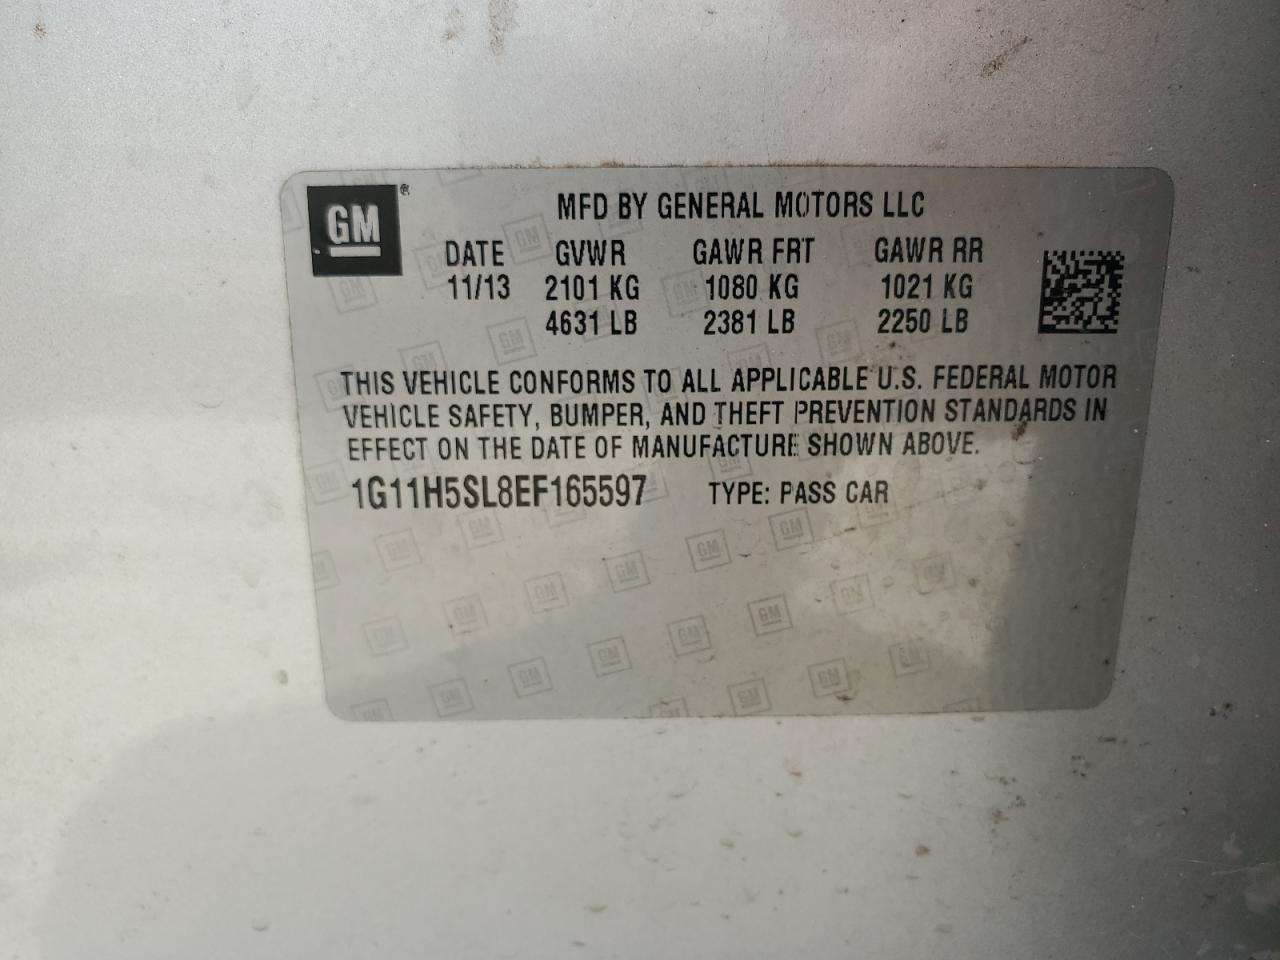 GM ®
MFD BY GENERAL MOTORS LLC
DATE GVWR GAWR FRT GAWR RR
11/13 2101 KG 1080 KG 1021 KG
4631 LB 2381 LB 2250 LB
THIS VEHICLE CONFORMS TO ALL APPLICABLE U.S. FEDERAL MOTOR
VEHICLE SAFETY, BUMPER, AND THEFT PREVENTION STANDARDS IN
EFFECT ON THE DATE OF MANUFACTURE SHOWN ABOVE.
1G11H5SL8EF165597 TYPE: PASS CAR